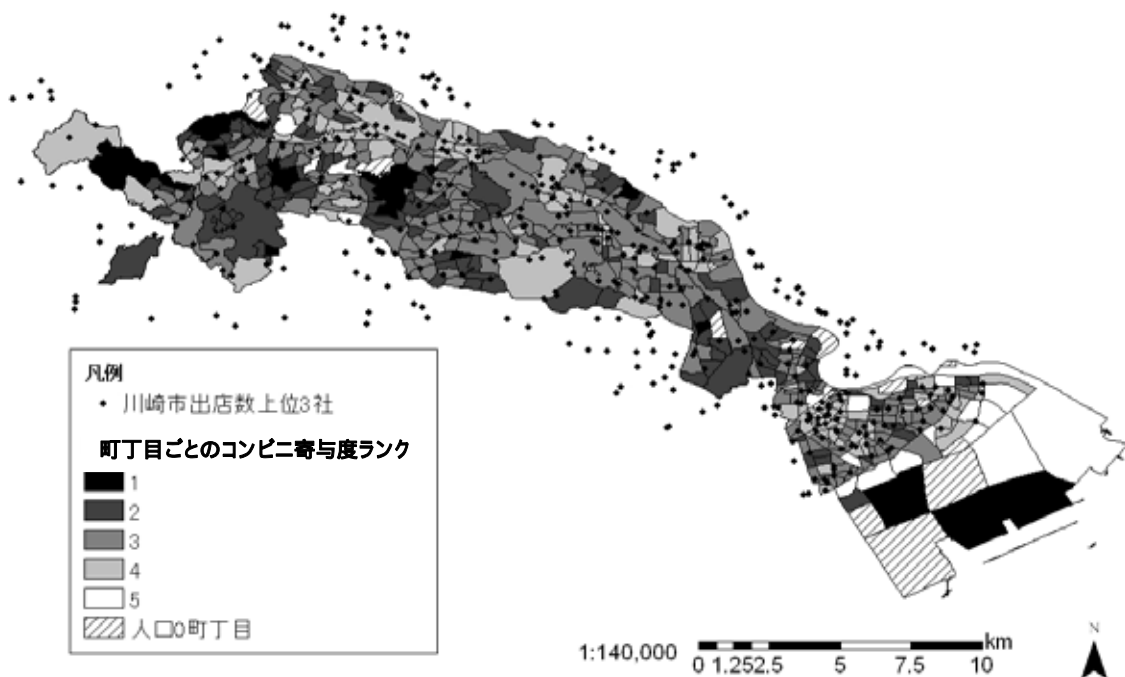 凡例
川崎市出店数上位3社
町丁目ごとのコンビニ寄与度ランク
1
2
3
4
5
人口0町丁目
1:140,000
km
0 1.252.5 5 7.5 10
N